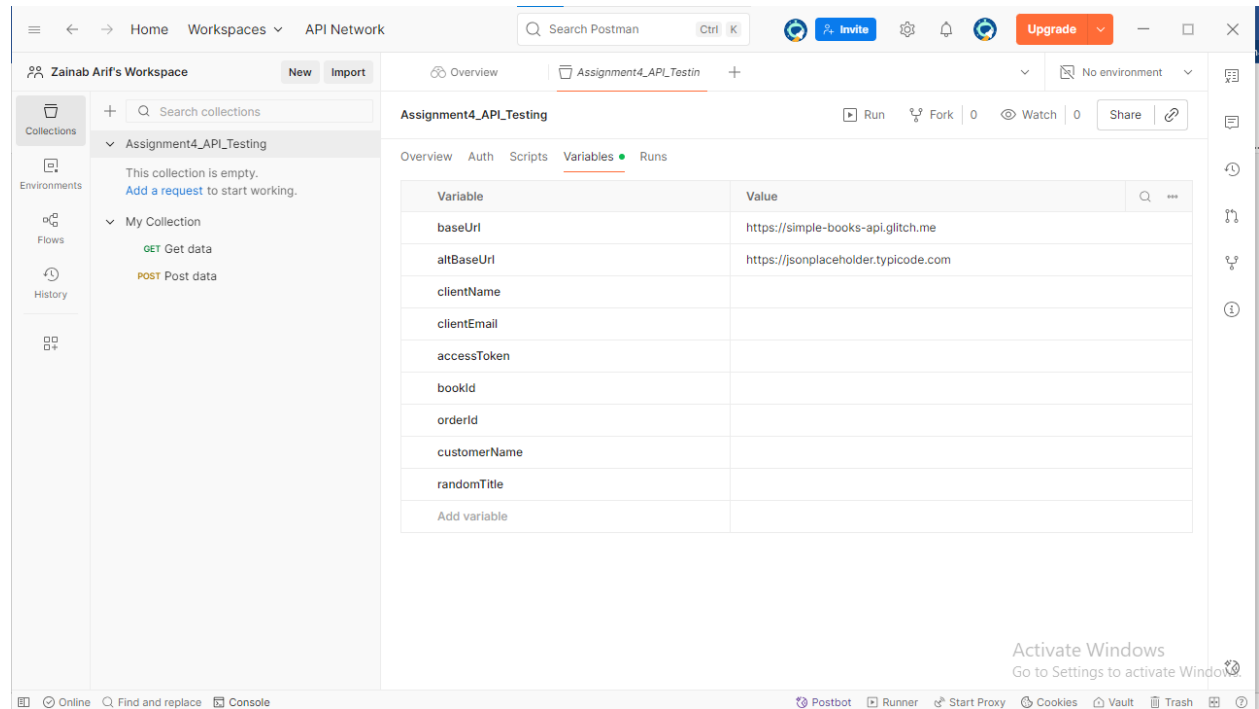 Home Workspaces API Network Search Postman Ctrl K Invite Upgrade
Zainab Arif's Workspace New Import Overview Assignment4_API_Testin No environment
Collections Search collections Assignment4_API_Testing Run Fork 0 Watch 0 Share
Assignment4_API_Testing
This collection is empty.
Add a request to start working.
Overview Auth Scripts Variables Runs
Environments
My Collection
Flows
GET Get data
POST Post data
History
Variable Value
baseUrl https://simple-books-api.glitch.me
altBaseUrl https://jsonplaceholder.typicode.com
clientName
clientEmail
accessToken
bookId
orderId
customerName
randomTitle
Add variable
Activate Windows
Go to Settings to activate Windows.
Online Find and replace Console Postbot Runner Start Proxy Cookies Vault Trash